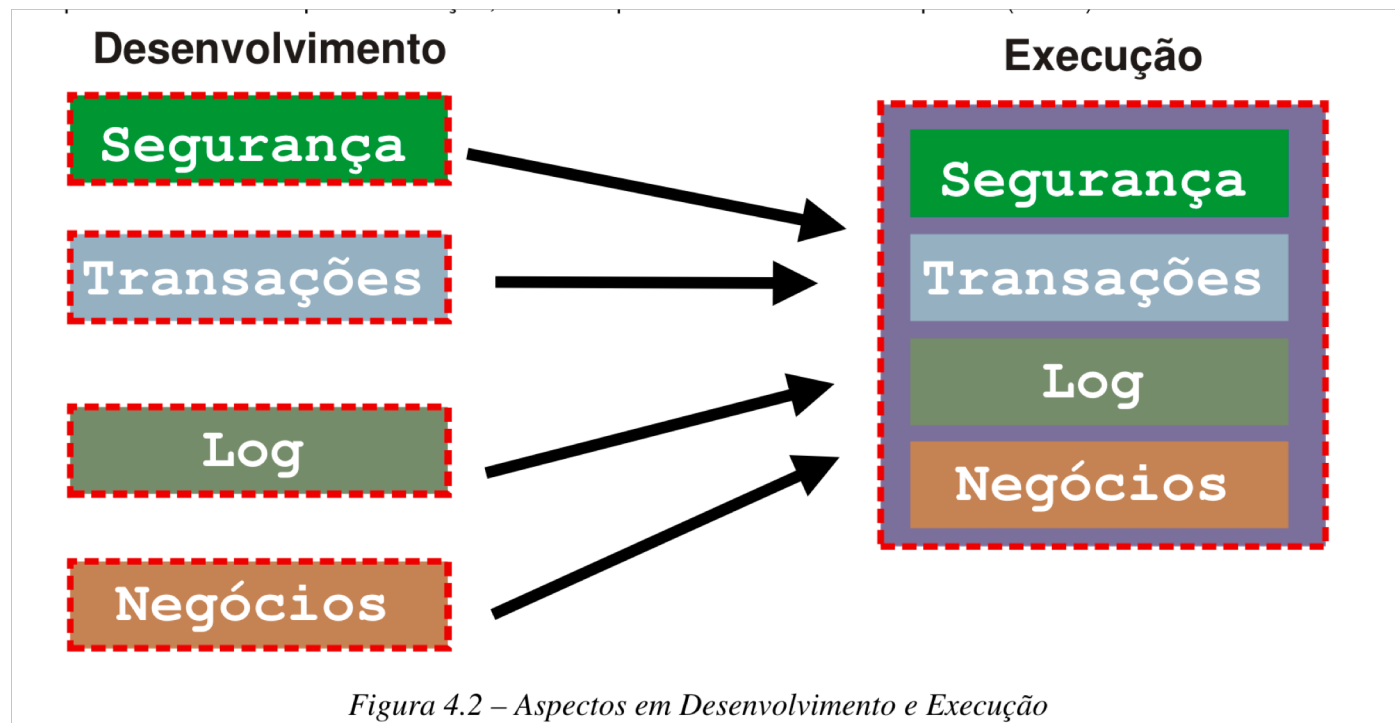 Desenvolvimento
Execução
Segurança
Transações
Log
Negócios
Segurança
Transações
Log
Negócios
Figura 4.2 – Aspectos em Desenvolvimento e Execução